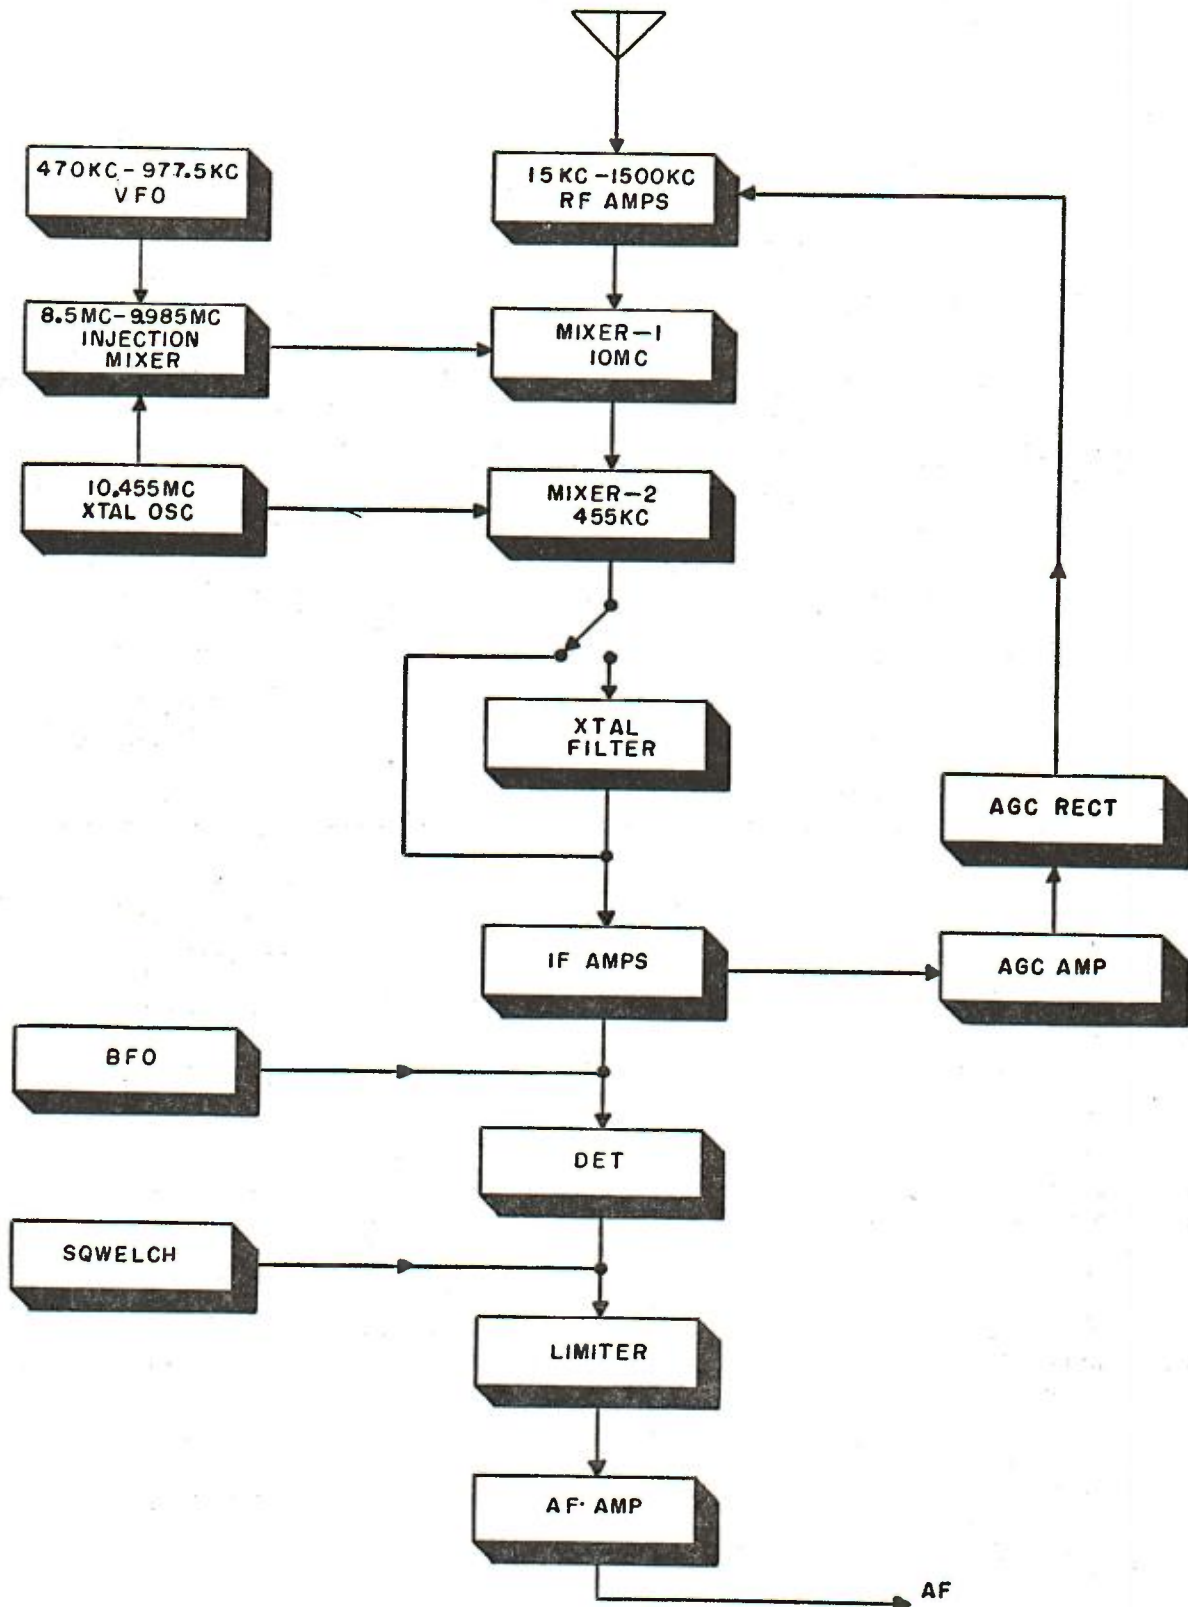 470KC-977.5KC
VFO
15KC-1500KC
RF AMPS
8.5MC-9.985MC
INJECTION
MIXER
MIXER-1
10MC
10.455MC
XTAL OSC
MIXER-2
455KC
XTAL
FILTER
AGC RECT
IF AMPS
AGC AMP
BFO
DET
SQWELCH
LIMITER
AF AMP
AF